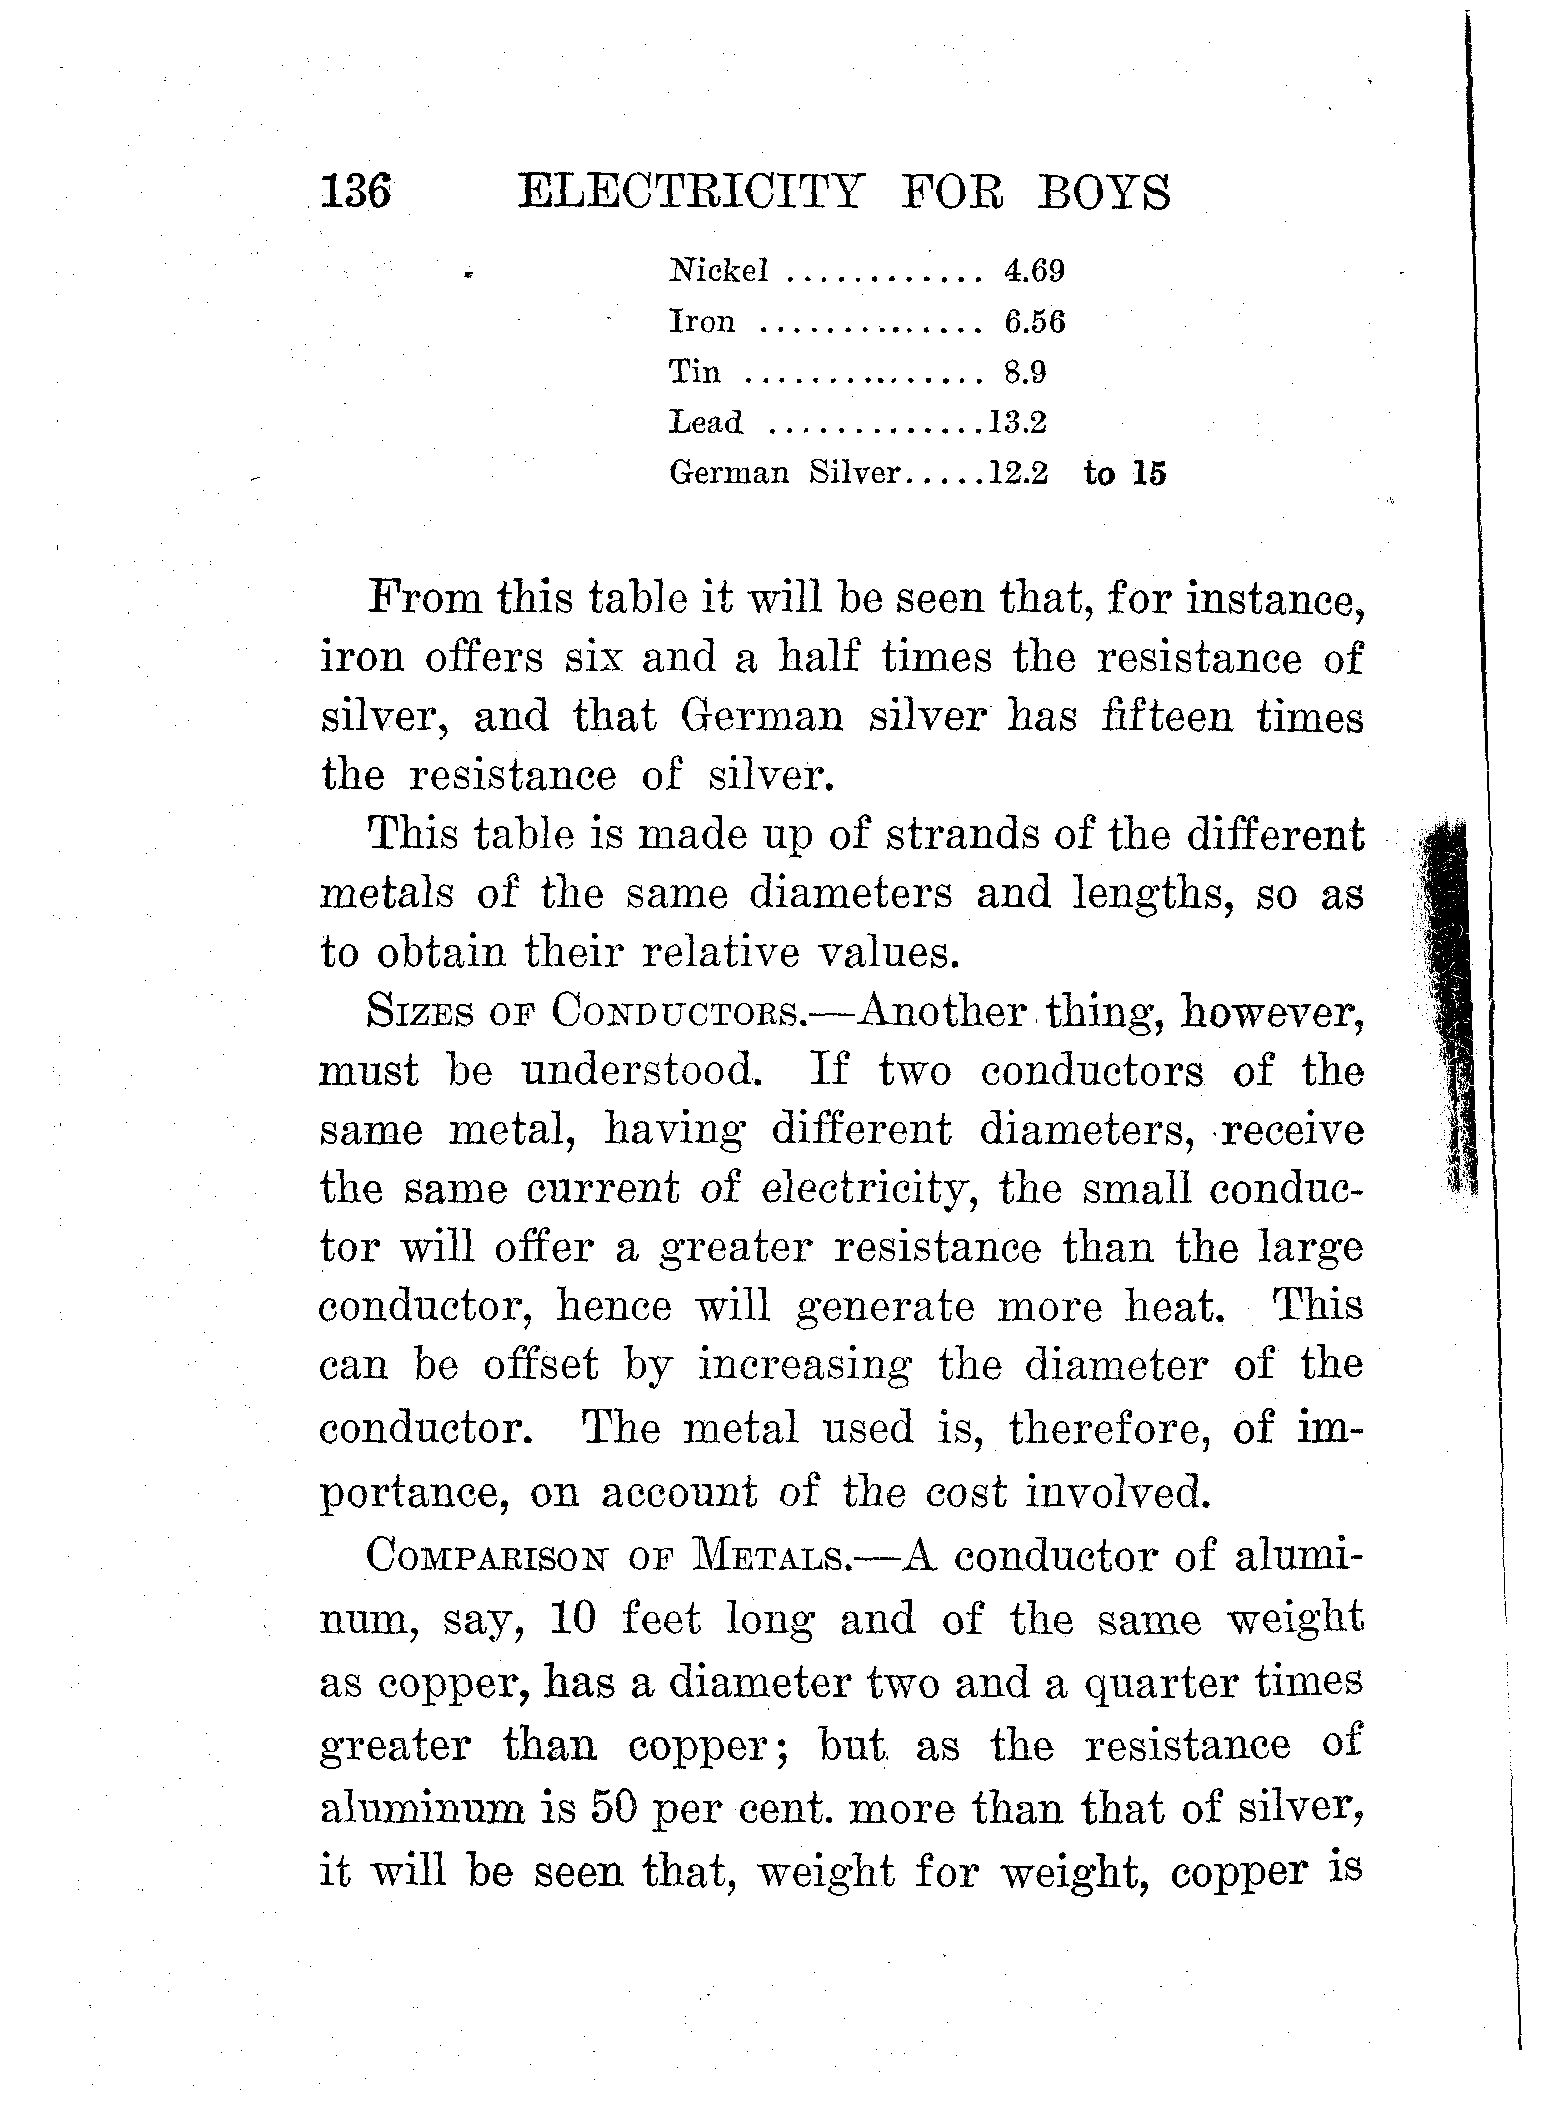 136 ELECTRICITY FOR BOYS
Nickel ............ 4.69
Iron .............. 6.56
Tin ............... 8.9
Lead .............13.2
German Silver.....12.2 to 15
From this table it will be seen that, for instance,
iron offers six and a half times the resistance of
silver, and that German silver has fifteen times
the resistance of silver.
This table is made up of strands of the different
metals of the same diameters and lengths, so as
to obtain their relative values.
SIZES OF CONDUCTORS.—Another thing, however,
must be understood. If two conductors of the
same metal, having different diameters, receive
the same current of electricity, the small conduc-
tor will offer a greater resistance than the large
conductor, hence will generate more heat. This
can be offset by increasing the diameter of the
conductor. The metal used is, therefore, of im-
portance, on account of the cost involved.
COMPARISON OF METALS.—A conductor of alumi-
num, say, 10 feet long and of the same weight
as copper, has a diameter two and a quarter times
greater than copper; but as the resistance of
aluminum is 50 per cent. more than that of silver,
it will be seen that, weight for weight, copper is